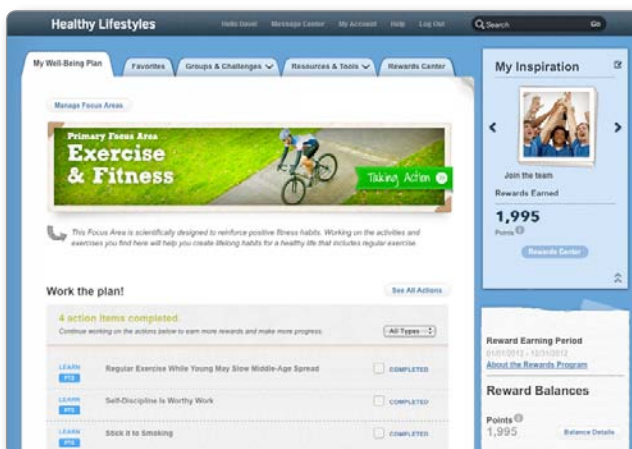 Healthy Lifestyles
Hello Dave! Message Center My Account Help Log Out
Search Go
My Well-Being Plan
Favorites
Groups & Challenges
Resources & Tools
Rewards Center
Manage Focus Areas
Primary Focus Area
Exercise
& Fitness
Taking Action
This Focus Area is scientifically designed to reinforce positive fitness habits. Working on the activities and
exercises you find here will help you create lifelong habits for a healthy life that includes regular exercise.
Work the plan!
See All Actions
4 action items completed.
Continue working on the actions below to earn more rewards and make more progress.
All Types
LEARN
PTS
Regular Exercise While Young May Slow Middle-Age Spread
COMPLETED
LEARN
PTS
Self-Discipline Is Worthy Work
COMPLETED
LEARN
PTS
Stick It to Smoking
COMPLETED
My Inspiration
Join the team
Rewards Earned
1,995
Points
Rewards Center
Reward Earning Period
01/01/2012 - 12/31/2012
About the Rewards Program
Reward Balances
Points
1,995
Balance Details